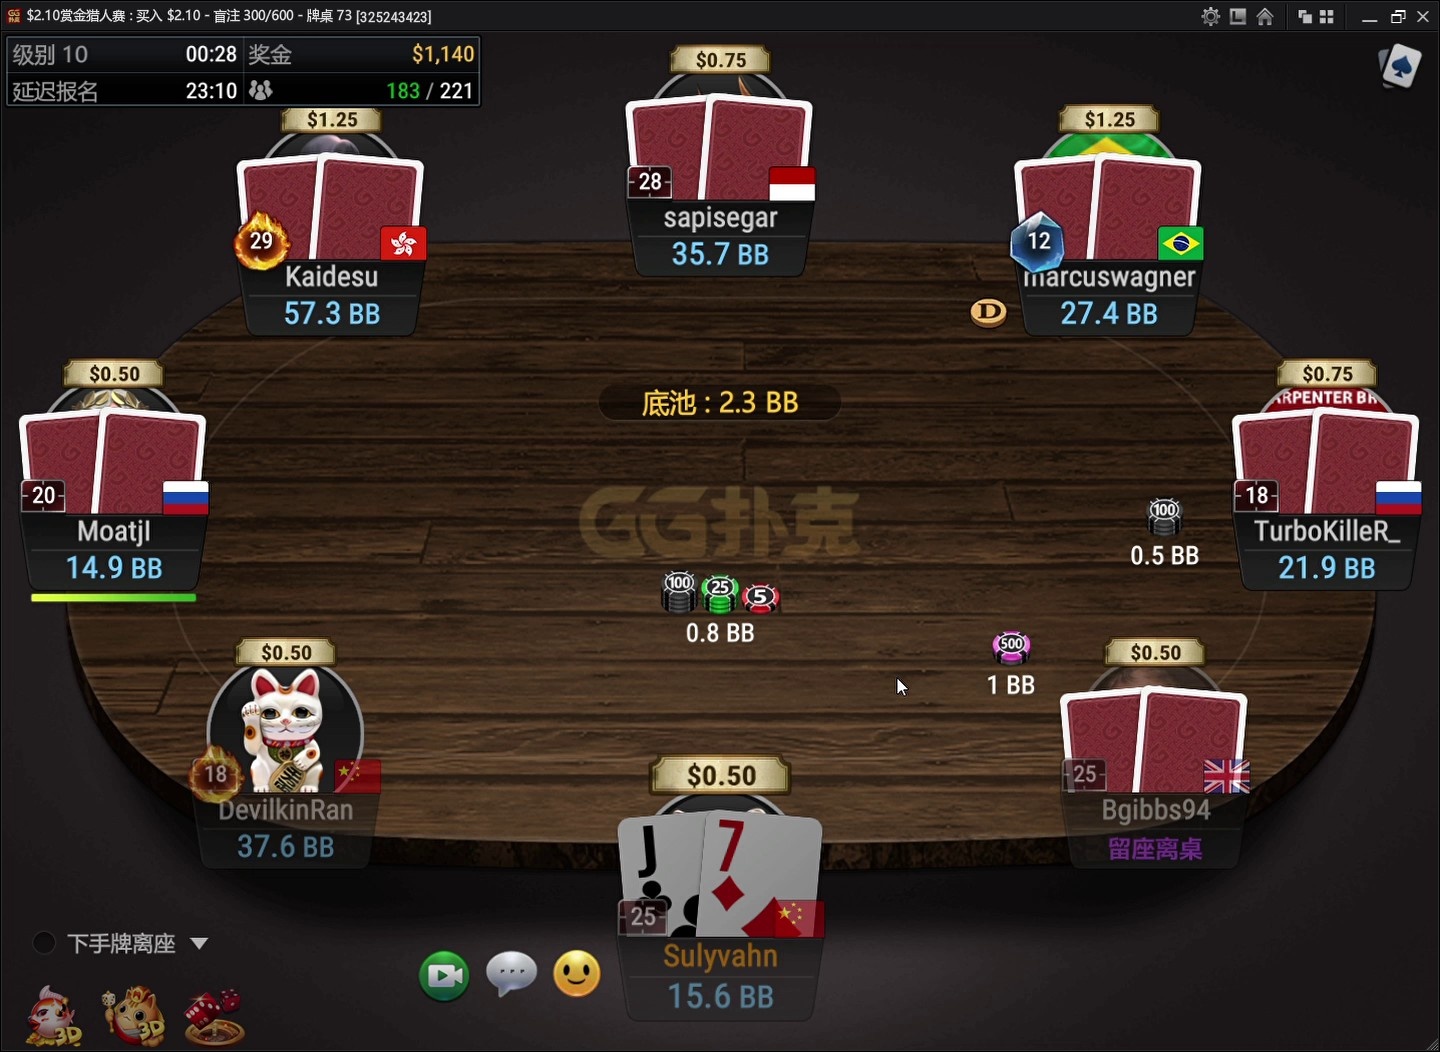 $2.10赏金猎人赛 : 买入 $2.10 - 盲注 300/600 - 牌桌 73 [325243423]
级别 10 00:28 奖金 $1,140
延迟报名 23:10 183 / 221
$0.75
$1.25
$1.25
28
sapisegar
35.7 BB
29
Kaidesu
57.3 BB
12
marcuswagner
27.4 BB
D
$0.50
$0.75
底池 : 2.3 BB
ARPENTER BR
20
Moatjl
14.9 BB
18
TurboKilleR_
21.9 BB
GG扑克
100
0.5 BB
100 25 5
0.8 BB
500
1 BB
$0.50
$0.50
18
DevilkinRan
37.6 BB
25
Bgibbs94
留座离桌
$0.50
J 7
25
Sulyvahn
15.6 BB
下手牌离座
3D
3D